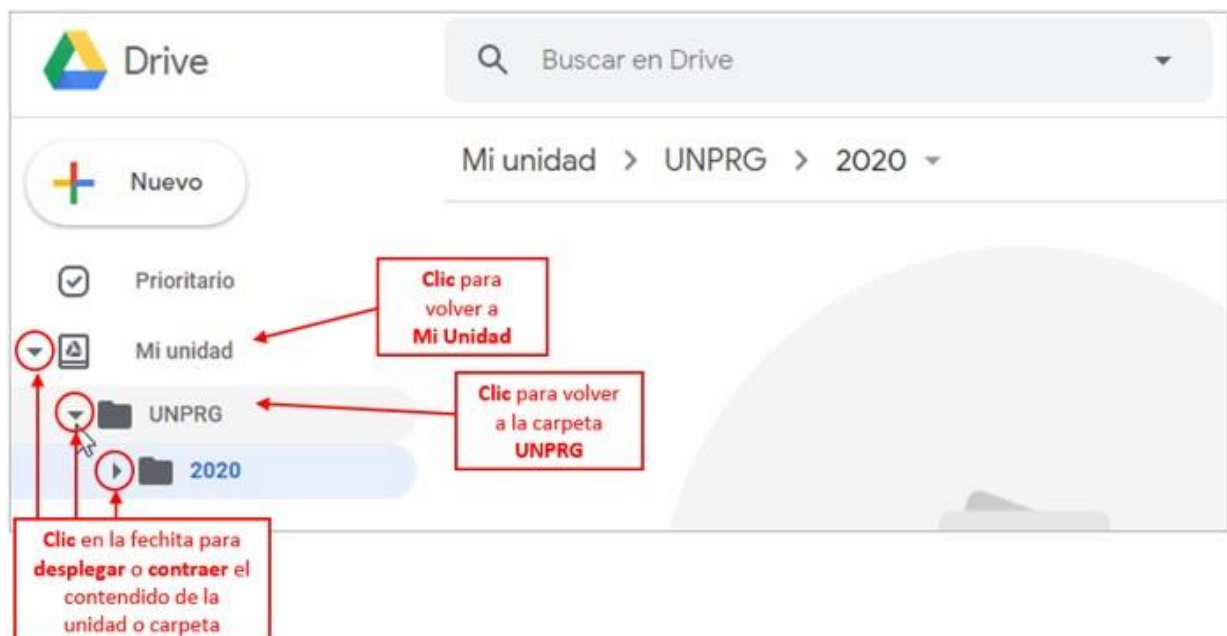 Drive
Buscar en Drive
Nuevo
Mi unidad > UNPRG > 2020
Prioritario
Mi unidad
UNPRG
2020
Clic para
volver a
Mi Unidad
Clic para volver
a la carpeta
UNPRG
Clic en la fechita para
desplegar o contraer el
contendido de la
unidad o carpeta